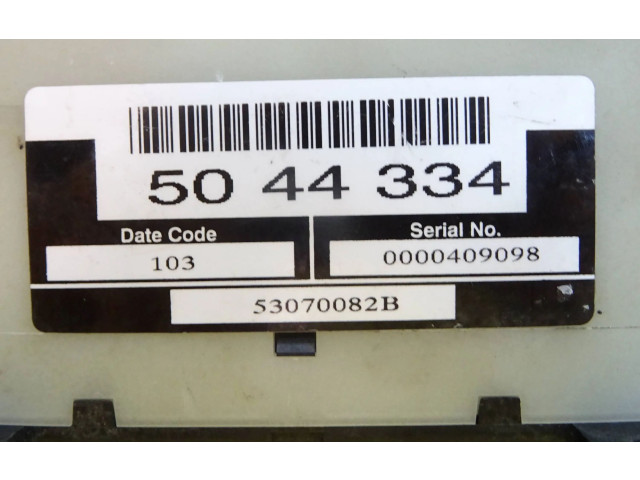 50 44 334
Date Code Serial No.
103 0000409098
53070082B